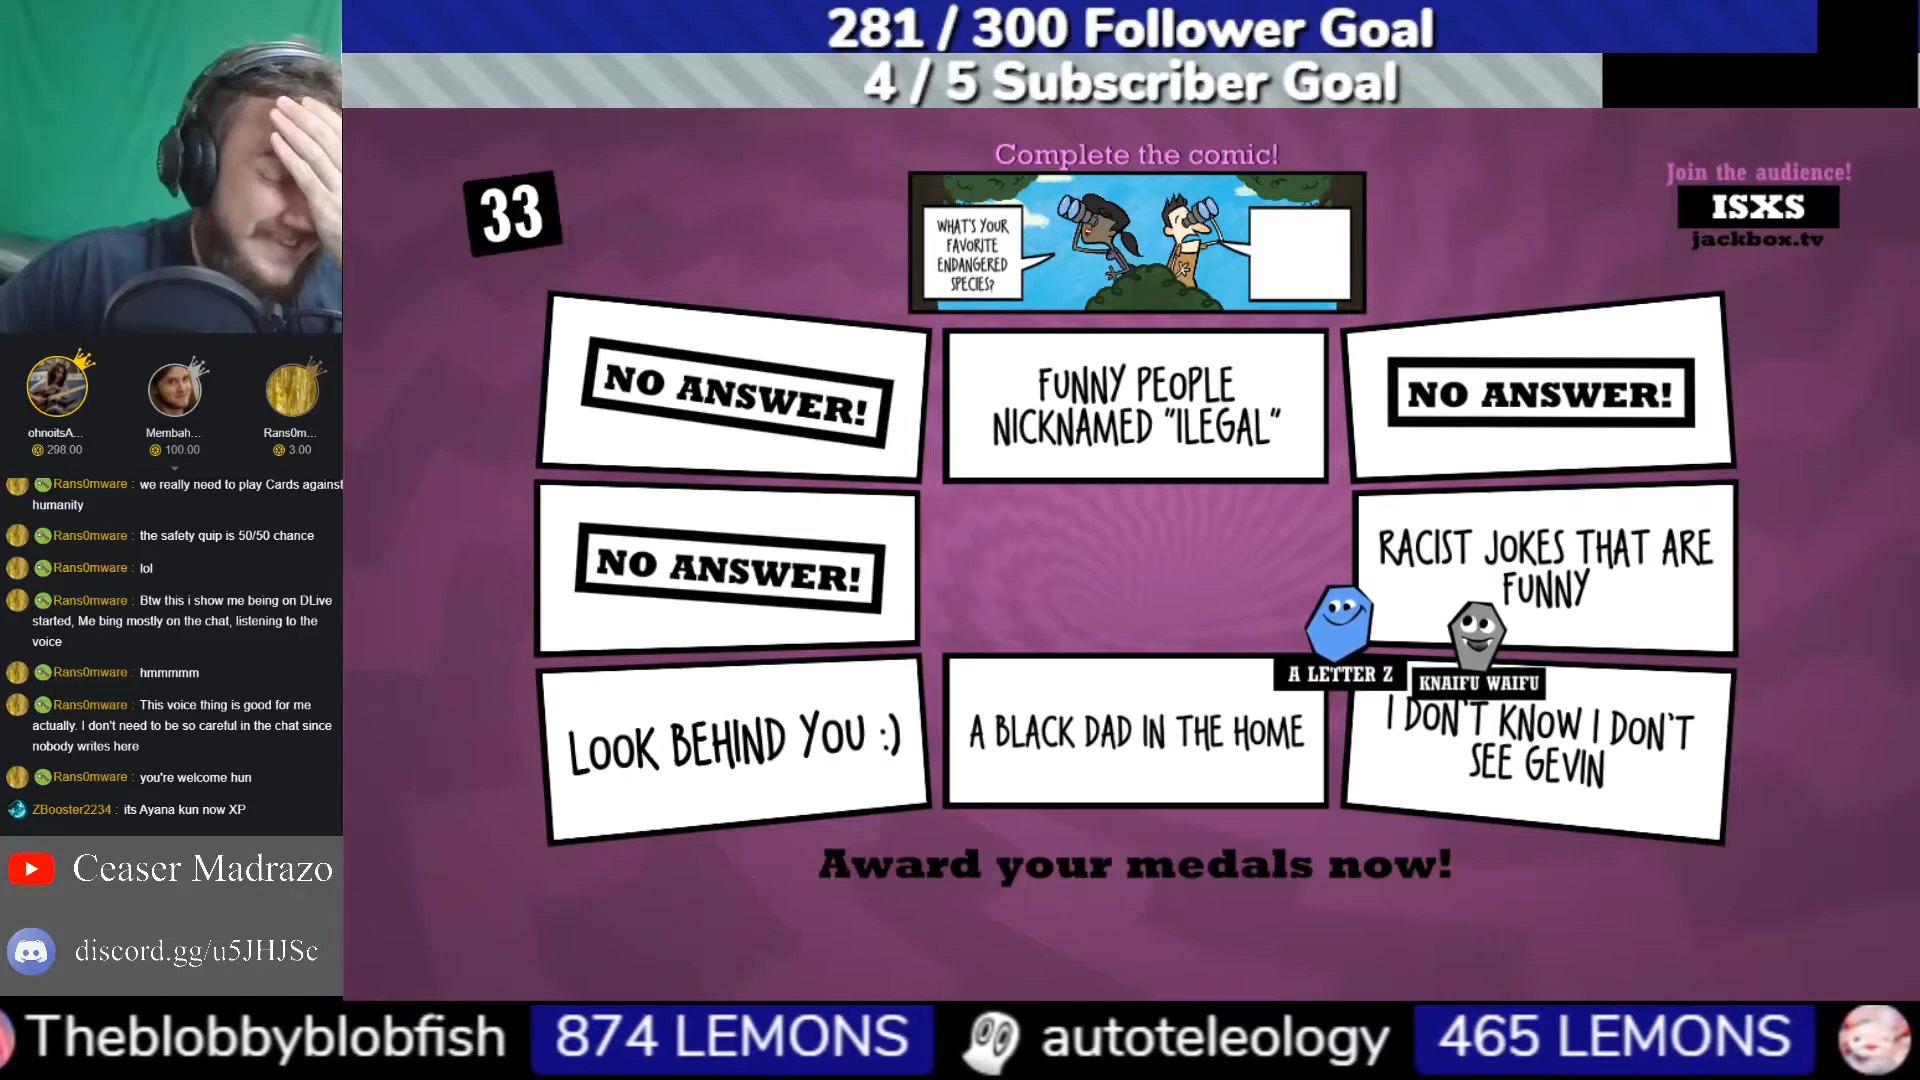 281 / 300 Follower Goal
4 / 5 Subscriber Goal
Complete the comic!
33
WHAT'S YOUR
FAVORITE
ENDANGERED
SPECIES?
Join the audience!
ISXS
jackbox.tv
NO ANSWER!
FUNNY PEOPLE
NICKNAMED "ILEGAL"
NO ANSWER!
NO ANSWER!
RACIST JOKES THAT ARE
FUNNY
A LETTER Z
KNAIFU WAIFU
LOOK BEHIND YOU :)
A BLACK DAD IN THE HOME
I DON'T KNOW I DON'T
SEE GEVIN
Award your medals now!
ohnoitsA...
298.00
Membah...
100.00
Rans0m...
3.00
Rans0mware : we really need to play Cards against
humanity
Rans0mware : the safety quip is 50/50 chance
Rans0mware : lol
Rans0mware : Btw this i show me being on DLive
started, Me bing mostly on the chat, listening to the
voice
Rans0mware : hmmmmm
Rans0mware : This voice thing is good for me
actually. I don't need to be so careful in the chat since
nobody writes here
Rans0mware : you're welcome hun
ZBooster2234 : its Ayana kun now XP
Ceaser Madrazo
discord.gg/u5JHJSc
Theblobbyblobfish 874 LEMONS autoteleology 465 LEMONS